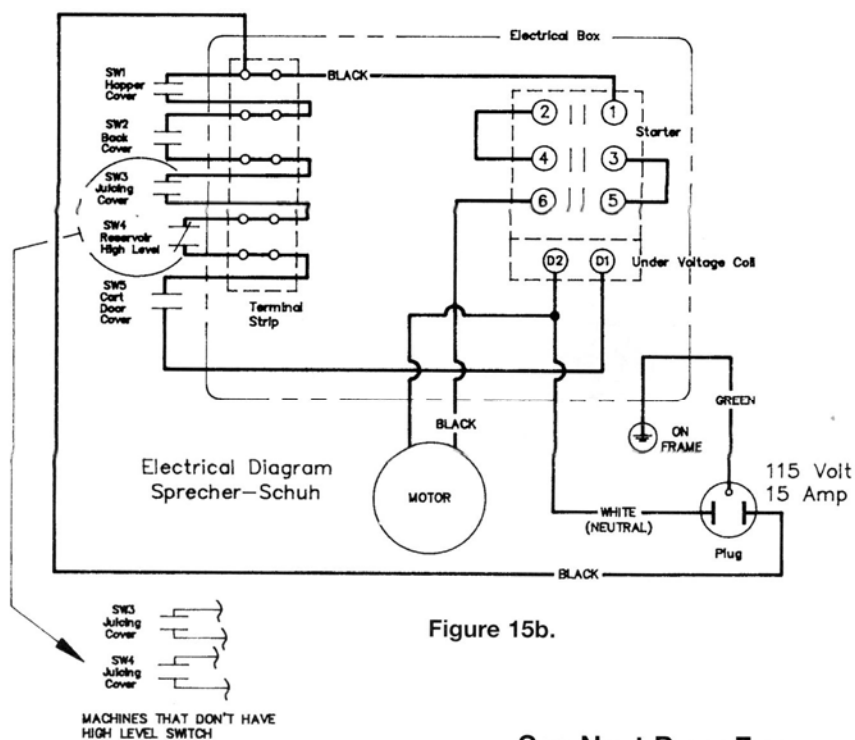 Electrical Box
SW1
Hopper
Cover
BLACK
2
1
Starter
SW2
Back
Cover
4
3
SW3
Juicing
Cover
6
5
SW4
Reservoir
High Level
D2
D1
Under Voltage Coil
SW5
Cart
Door
Cover
Terminal
Strip
GREEN
BLACK
ON
FRAME
Electrical Diagram
Sprecher-Schuh
MOTOR
115 Volt
15 Amp
WHITE
(NEUTRAL)
Plug
BLACK
SW3
Juicing
Cover
SW4
Juicing
Cover
Figure 15b.
MACHINES THAT DON'T HAVE
HIGH LEVEL SWITCH